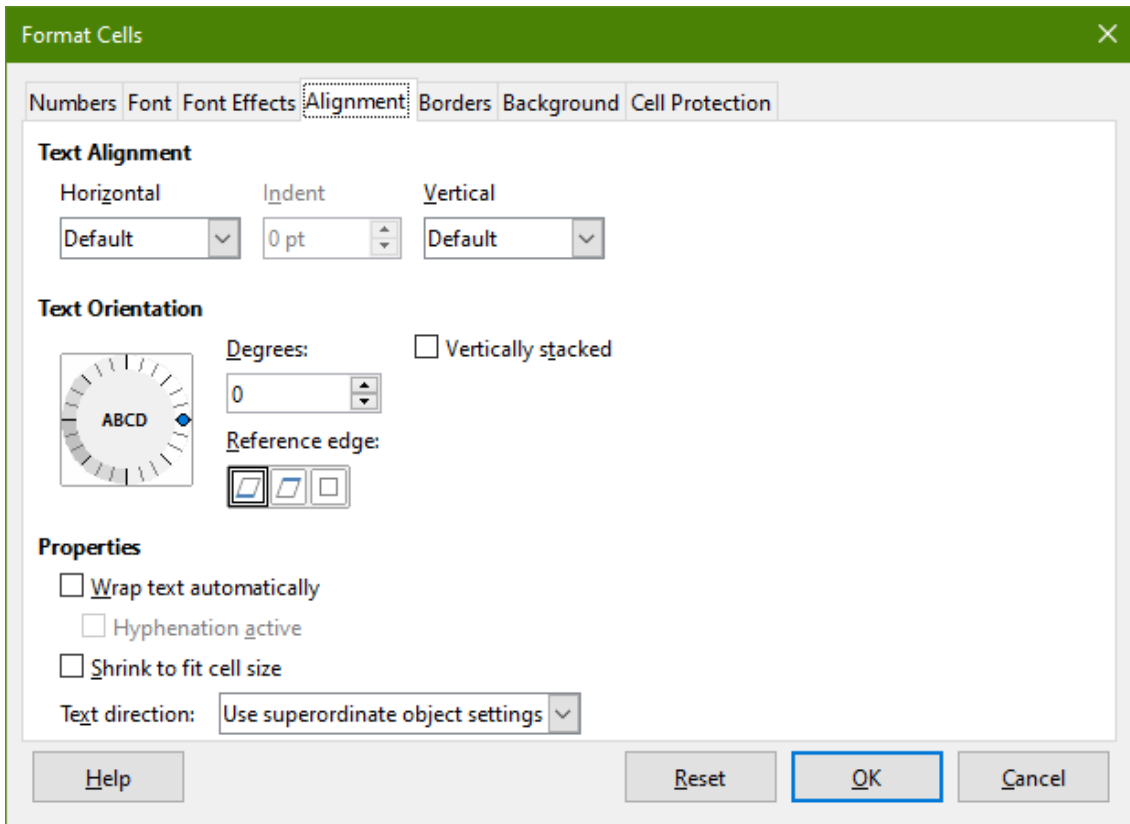 Format Cells
Numbers Font Font Effects Alignment Borders Background Cell Protection
Text Alignment
Horizontal Indent Vertical
Default 0 pt Default
Text Orientation
Degrees: Vertically stacked
0
ABCD
Reference edge:
Properties
Wrap text automatically
Hyphenation active
Shrink to fit cell size
Text direction: Use superordinate object settings
Help Reset OK Cancel